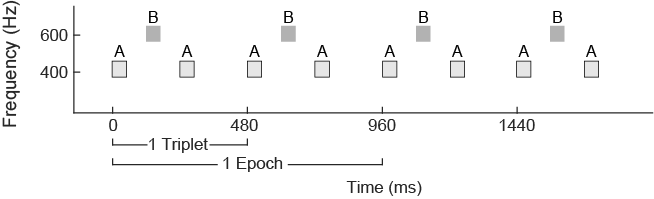 B B B B
600
A A A A A A A A
400
Frequency (Hz)
0 480 960 1440
1 Triplet
1 Epoch
Time (ms)